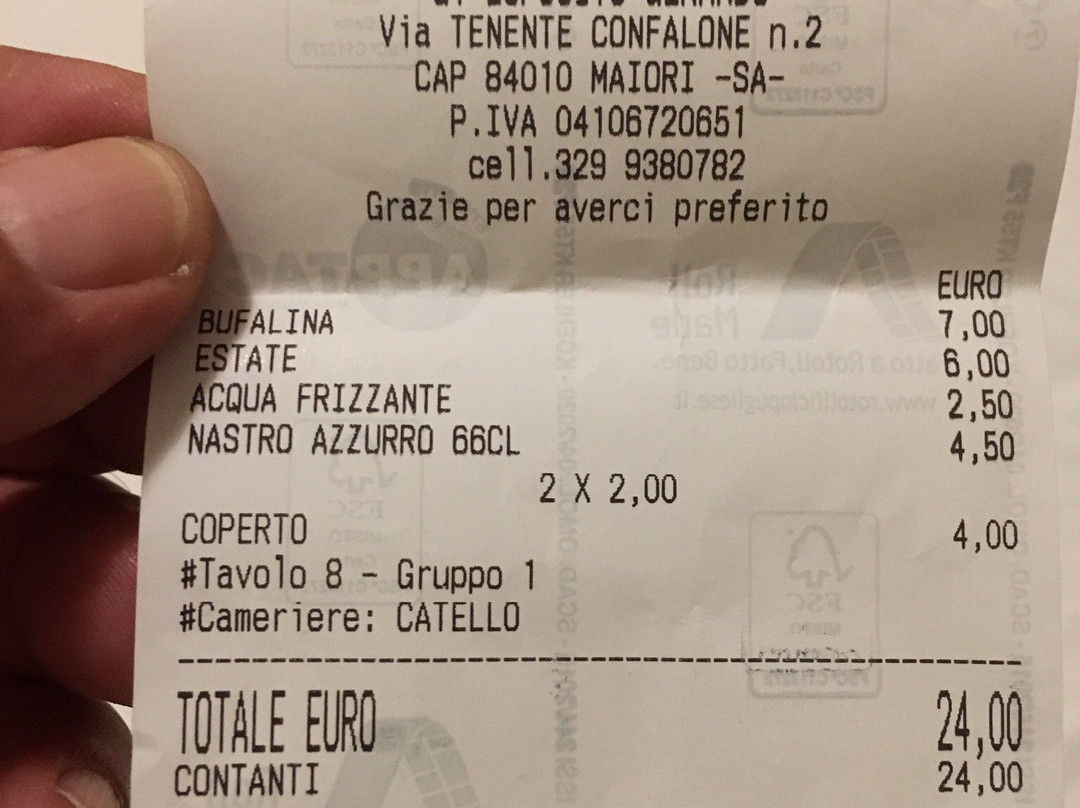 Via TENENTE CONFALONE n.2
CAP 84010 MAIORI -SA-
P.IVA 04106720651
cell.329 9380782
Grazie per averci preferito
EURO
BUFALINA 7,00
ESTATE 6,00
ACQUA FRIZZANTE 2,50
NASTRO AZZURRO 66CL 4,50
2 X 2,00
COPERTO 4,00
#Tavolo 8 - Gruppo 1
#Cameriere: CATELLO
TOTALE EURO 24,00
CONTANTI 24,00